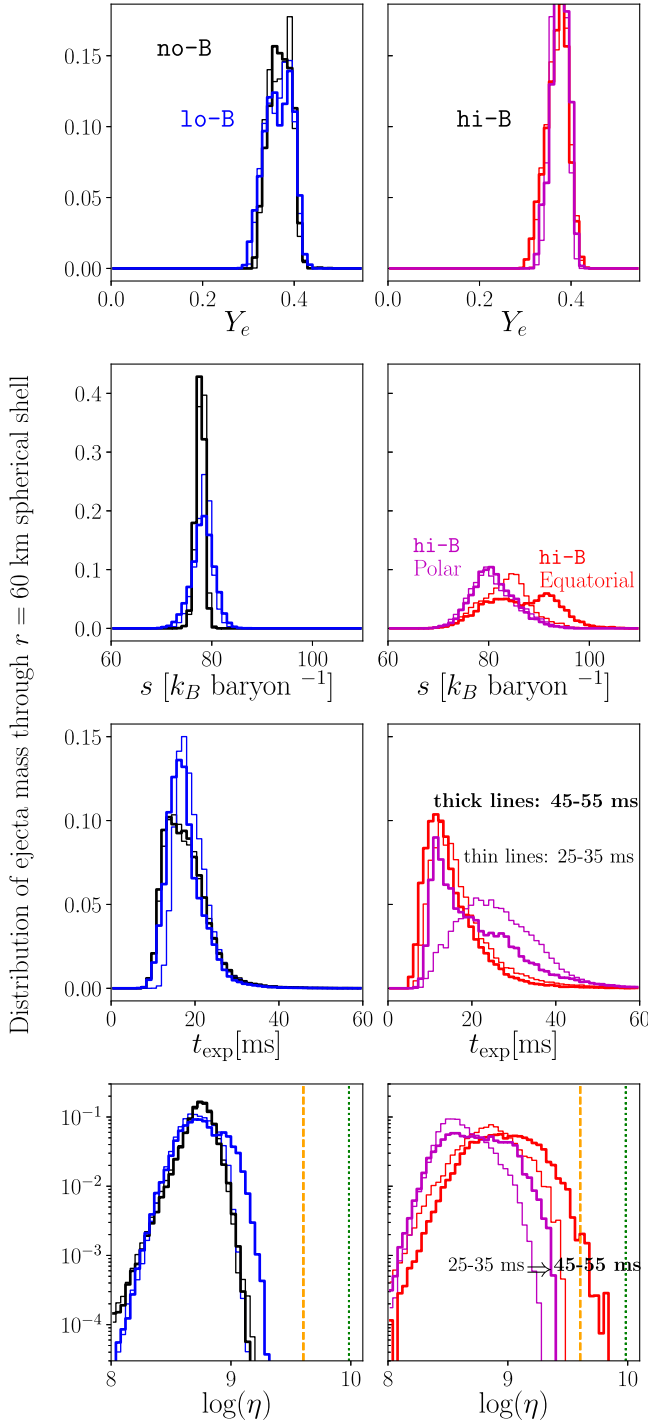 Distribution of ejecta mass through r = 60 km spherical shell
0.15
0.10
0.05
0.00
no-B
lo-B
hi-B
0.0 0.2 0.4
0.0 0.2 0.4
Y_e
Y_e
0.4
0.3
0.2
0.1
0.0
hi-B
Polar
hi-B
Equatorial
60 80 100
60 80 100
s [k_B baryon ⁻¹]
s [k_B baryon ⁻¹]
0.15
0.10
0.05
0.00
thick lines: 45-55 ms
thin lines: 25-35 ms
0 20 40 60
0 20 40 60
t_exp[ms]
t_exp[ms]
10⁻¹
10⁻²
10⁻³
10⁻⁴
25-35 ms ⇒ 45-55 ms
8 9 10
8 9 10
log(η)
log(η)